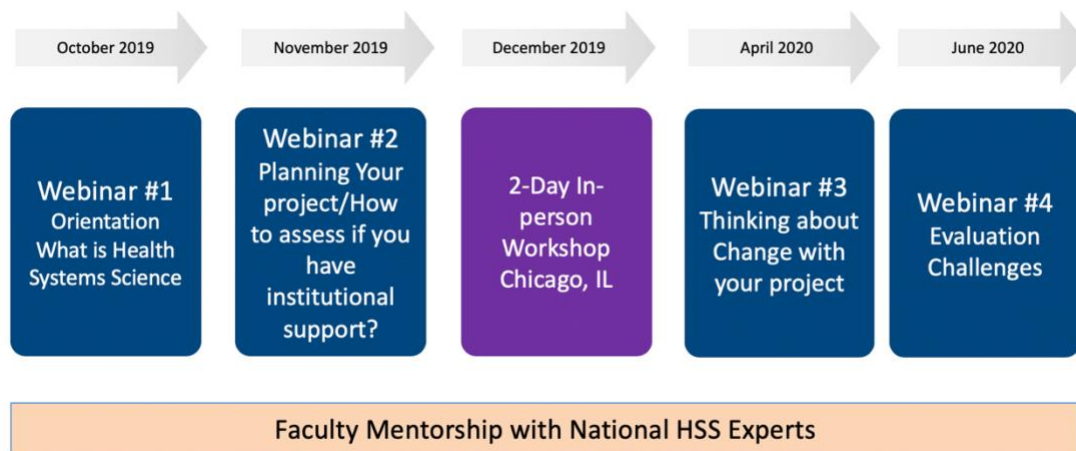 October 2019
November 2019
December 2019
April 2020
June 2020
Webinar #1
Orientation
What is Health
Systems Science
Webinar #2
Planning Your
project/How
to assess if you
have
institutional
support?
2-Day In-
person
Workshop
Chicago, IL
Webinar #3
Thinking about
Change with
your project
Webinar #4
Evaluation
Challenges
Faculty Mentorship with National HSS Experts